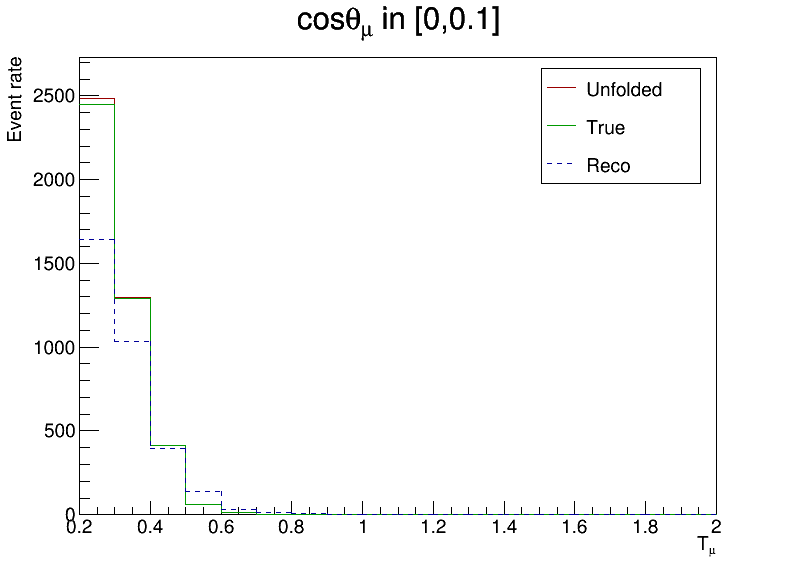 cosθμ in [0,0.1]
Event rate
Unfolded
True
Reco
2500
2000
1500
1000
500
0
0.2 0.4 0.6 0.8 1 1.2 1.4 1.6 1.8 2
Tμ